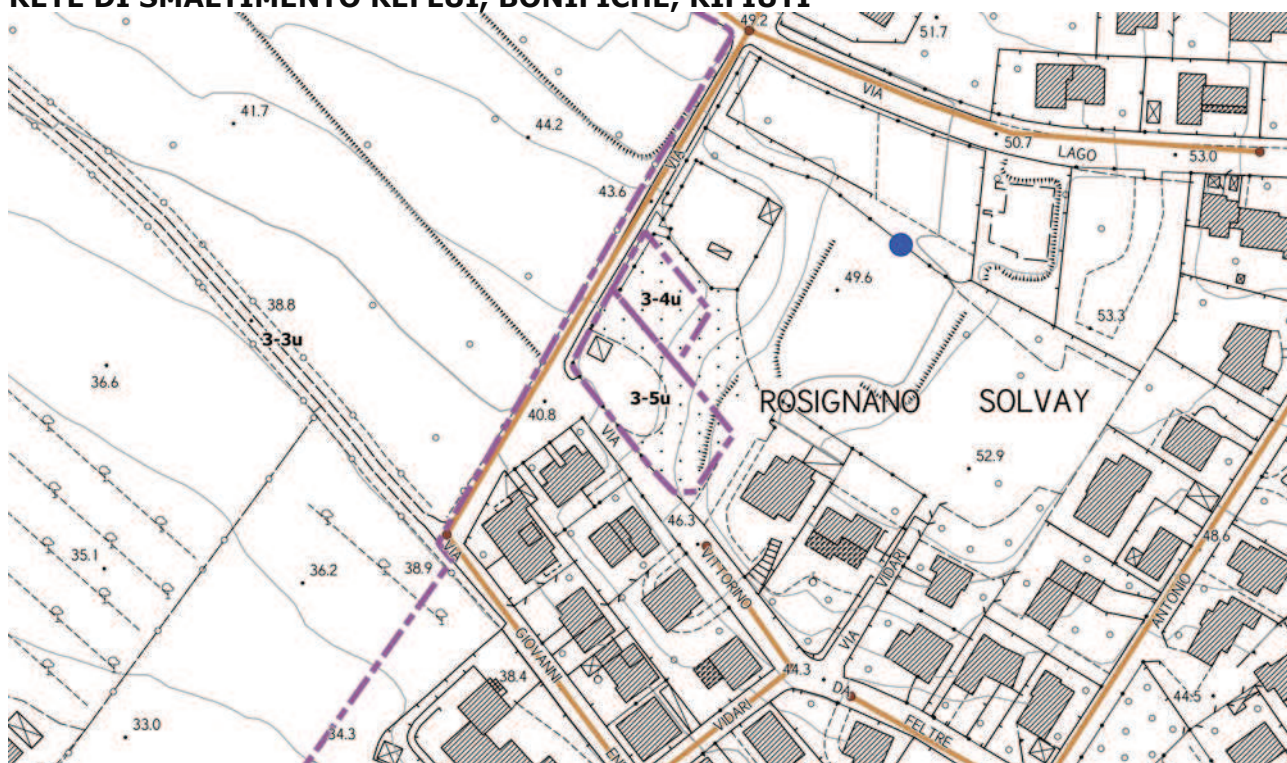 RETE DI SMALTIMENTO REFLUI, BONIFICHE, RIFIUTI
49.2
51.7
41.7
44.2
VIA
50.7
LAGO
53.0
VIA
43.6
38.8
3-3u
3-4u
49.6
53.3
36.6
3-5u
ROSIGNANO SOLVAY
40.8
VIA
52.9
46.3
35.1
36.2
38.9
VIA
VITTORINO
VIDARI
48.6
ANTONIO
GIOVANNI
VIA
38.4
44.3
DA
44.5
33.0
34.3
VIDARI
FELTRE